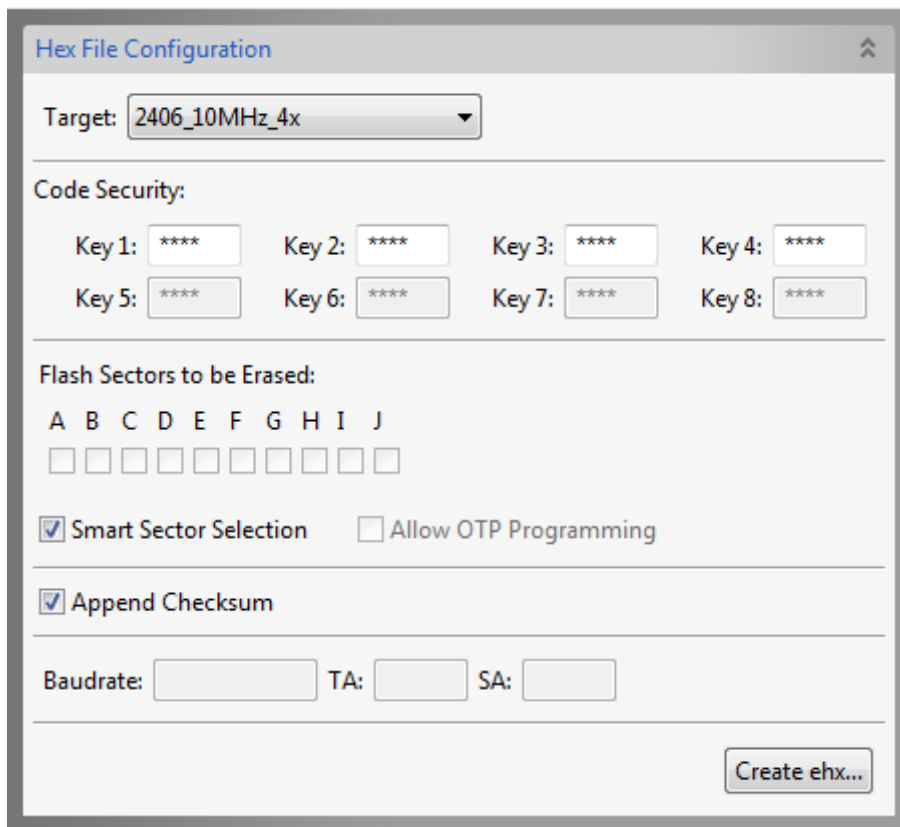 Hex File Configuration
Target: 2406_10MHz_4x
Code Security:
Key 1: **** Key 2: **** Key 3: **** Key 4: ****
Key 5: **** Key 6: **** Key 7: **** Key 8: ****
Flash Sectors to be Erased:
A B C D E F G H I J
Smart Sector Selection Allow OTP Programming
Append Checksum
Baudrate: TA: SA:
Create ehx...